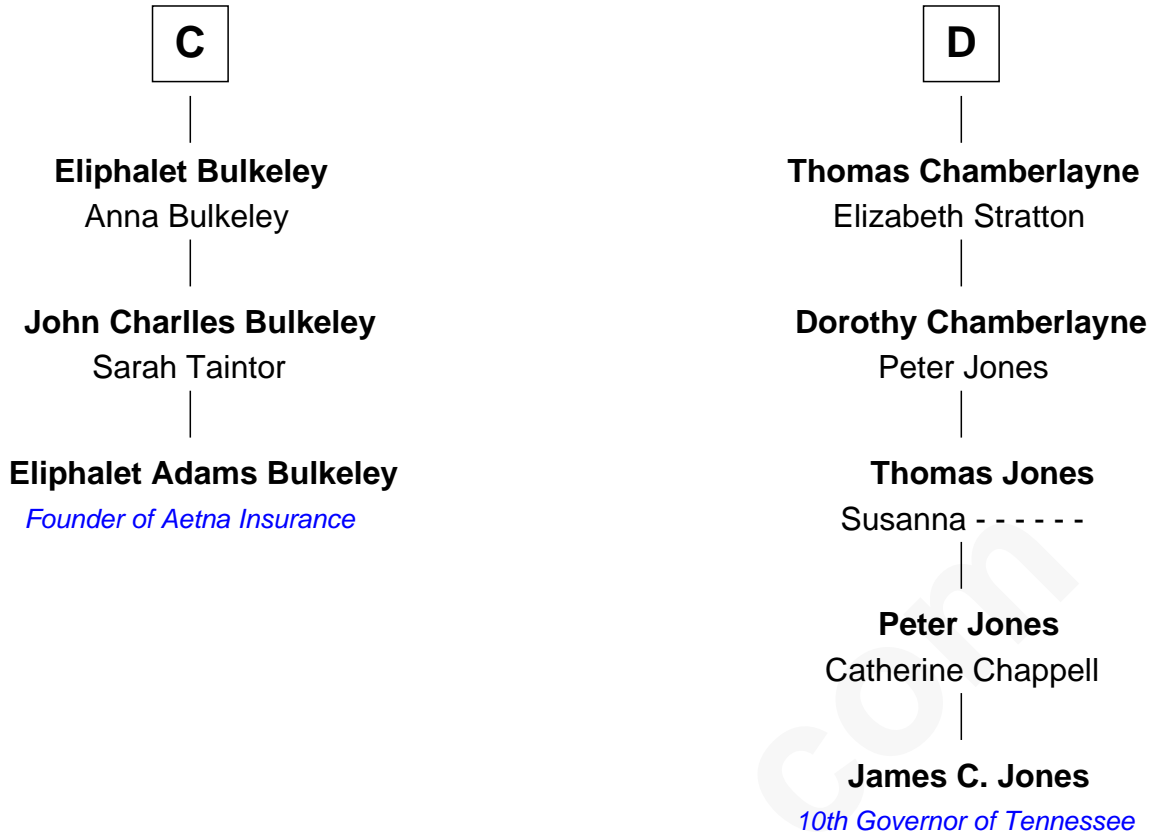 C
Eliphalet Bulkeley
Anna Bulkeley
John Charlles Bulkeley
Sarah Taintor
Eliphalet Adams Bulkeley
Founder of Aetna Insurance
D
Thomas Chamberlayne
Elizabeth Stratton
Dorothy Chamberlayne
Peter Jones
Thomas Jones
Susanna - - - - - -
Peter Jones
Catherine Chappell
James C. Jones
10th Governor of Tennessee
com